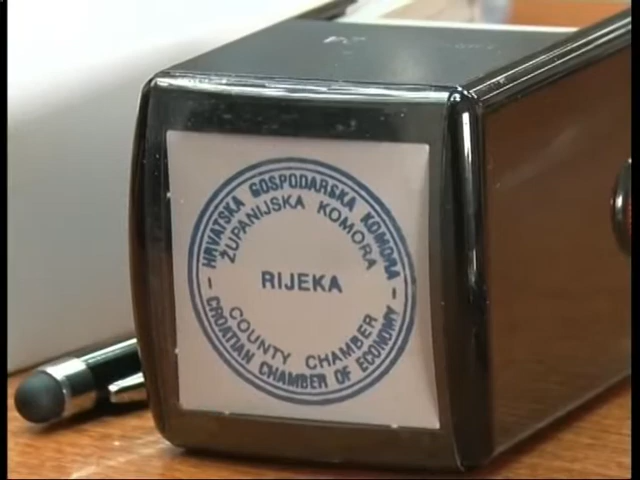 HRVATSKA GOSPODARSKA KOMORA
ŽUPANIJSKA KOMORA
RIJEKA
COUNTY CHAMBER
- CROATIAN CHAMBER OF ECONOMY -